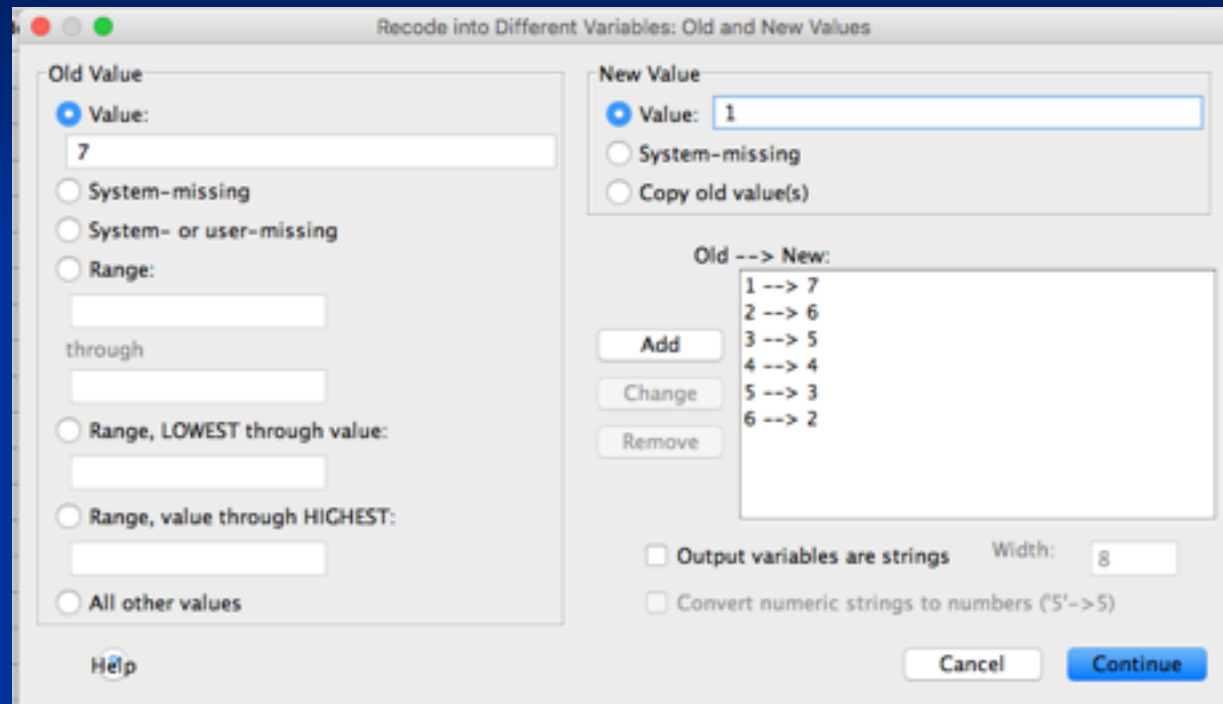 Recode into Different Variables: Old and New Values
Old Value
Value:
7
System-missing
System- or user-missing
Range:
through
Range, LOWEST through value:
Range, value through HIGHEST:
All other values
New Value
Value: 1
System-missing
Copy old value(s)
Old --> New:
1 --> 7
2 --> 6
3 --> 5
4 --> 4
5 --> 3
6 --> 2
Add
Change
Remove
Output variables are strings Width: 8
Convert numeric strings to numbers ('5'->5)
Help
Cancel
Continue